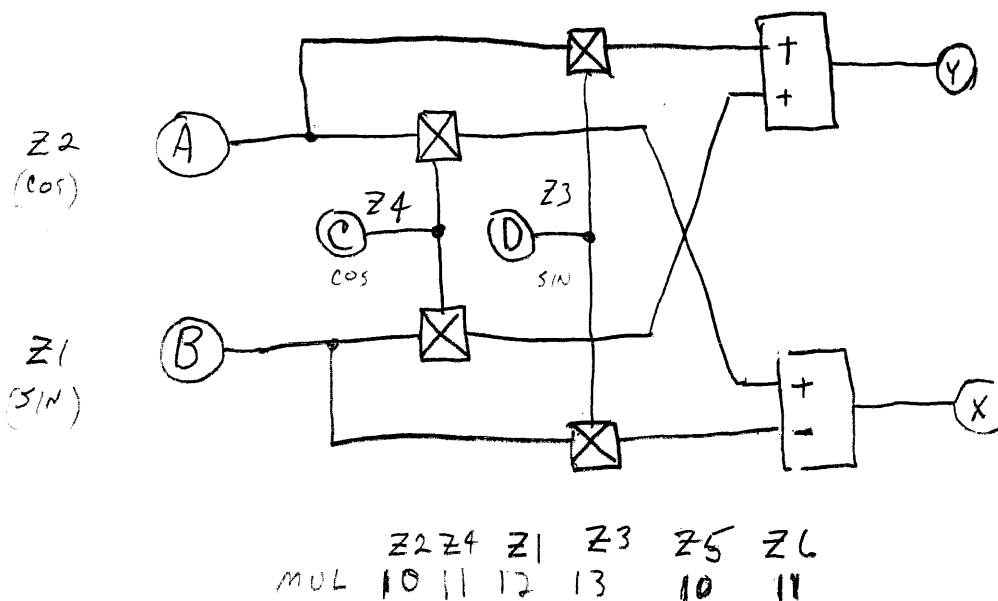 +
+
Y
Z2
(COS)
A
Z4
C
COS
Z3
D
SIN
Z1
(SIN)
B
+
-
X
Z2 Z4 Z1 Z3 Z5 Z6
MUL 10 11 12 13 10 11